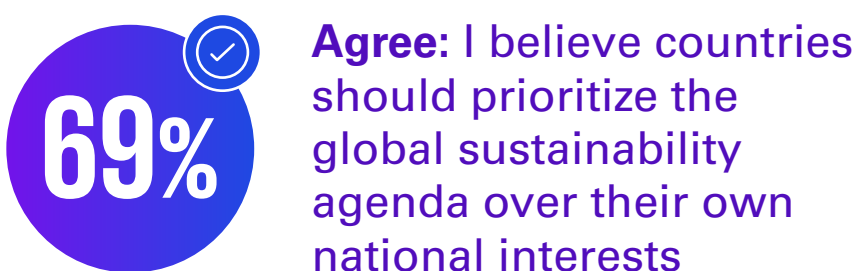 69%
Agree: I believe countries
should prioritize the
global sustainability
agenda over their own
national interests